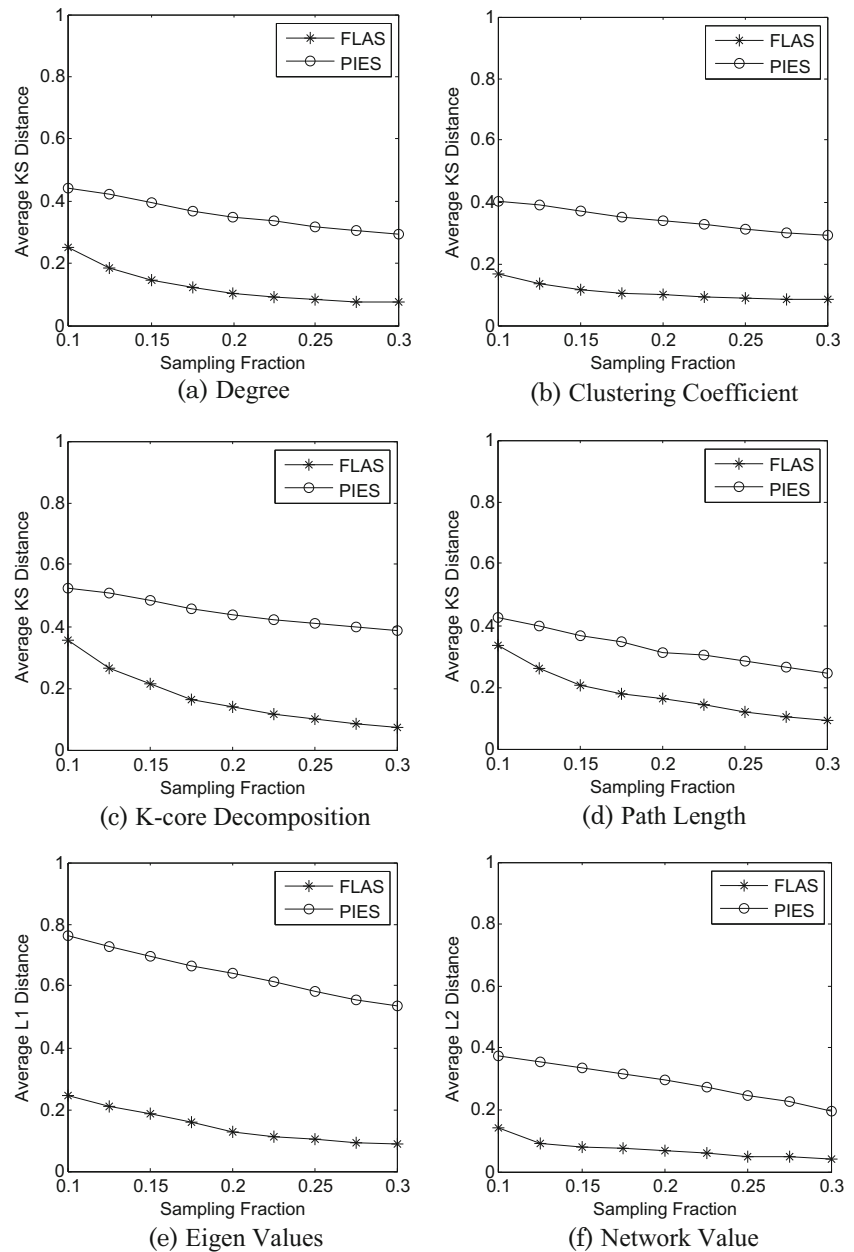 1
0.8
0.6
0.4
0.2
0
Average KS Distance
FLAS
PIES
0.1 0.15 0.2 0.25 0.3
Sampling Fraction
(a) Degree
1
0.8
0.6
0.4
0.2
0
Average KS Distance
FLAS
PIES
0.1 0.15 0.2 0.25 0.3
Sampling Fraction
(b) Clustering Coefficient
1
0.8
0.6
0.4
0.2
0
Average KS Distance
FLAS
PIES
0.1 0.15 0.2 0.25 0.3
Sampling Fraction
(c) K-core Decomposition
1
0.8
0.6
0.4
0.2
0
Average KS Distance
FLAS
PIES
0.1 0.15 0.2 0.25 0.3
Sampling Fraction
(d) Path Length
1
0.8
0.6
0.4
0.2
0
Average L1 Distance
FLAS
PIES
0.1 0.15 0.2 0.25 0.3
Sampling Fraction
(e) Eigen Values
1
0.8
0.6
0.4
0.2
0
Average L2 Distance
FLAS
PIES
0.1 0.15 0.2 0.25 0.3
Sampling Fraction
(f) Network Value